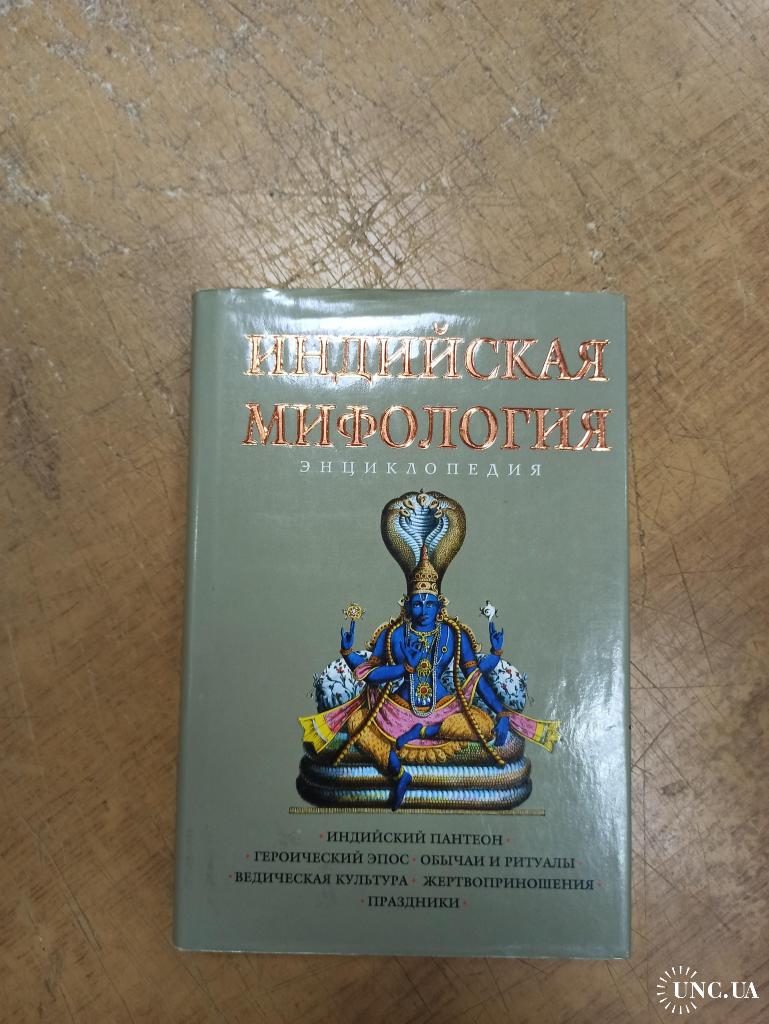 ИНДИЙСКАЯ
МИФОЛОГИЯ
ЭНЦИКЛОПЕДИЯ
· ИНДИЙСКИЙ ПАНТЕОН ·
· ГЕРОИЧЕСКИЙ ЭПОС · ОБЫЧАИ И РИТУАЛЫ ·
· ВЕДИЧЕСКАЯ КУЛЬТУРА · ЖЕРТВОПРИНОШЕНИЯ ·
· ПРАЗДНИКИ ·
UNC.UA